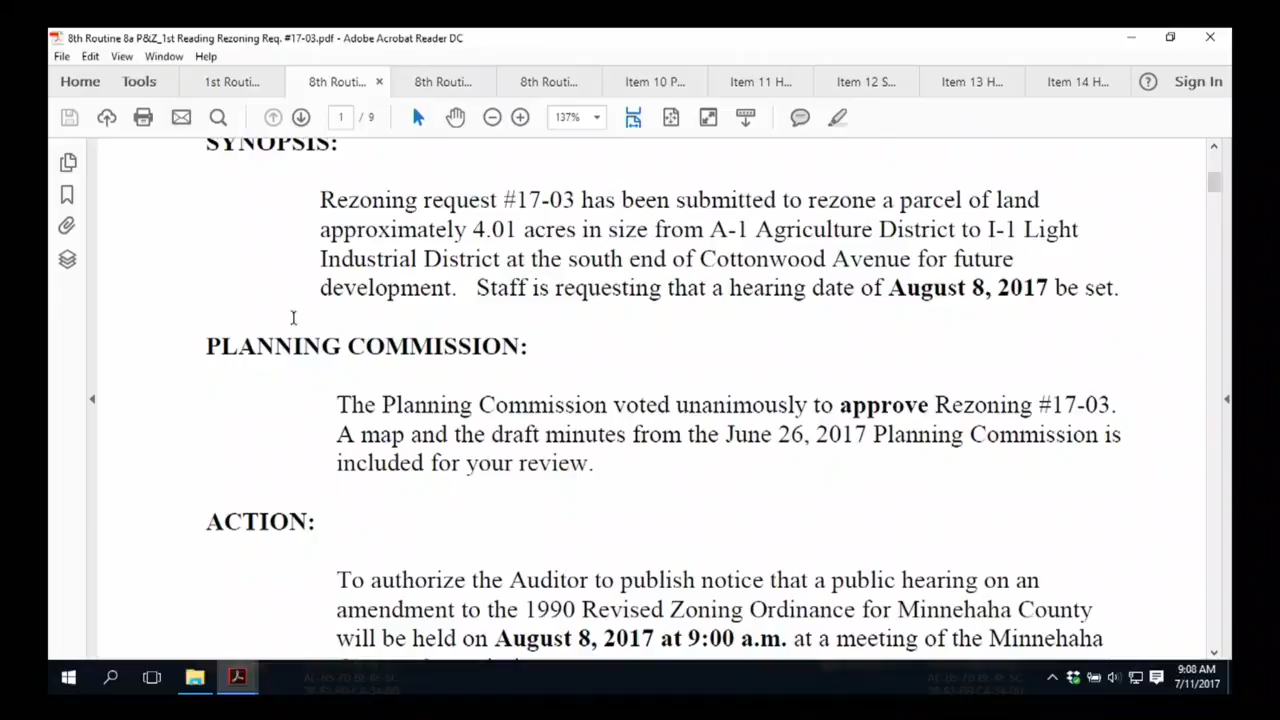 8th Routine 8a P&Z_1st Reading Rezoning Req. #17-03.pdf - Adobe Acrobat Reader DC
File Edit View Window Help
Home Tools 1st Routi... 8th Routi... × 8th Routi... 8th Routi... Item 10 P... Item 11 H... Item 12 S... Item 13 H... Item 14 H... Sign In
1 / 9 137%
SYNOPSIS:
Rezoning request #17-03 has been submitted to rezone a parcel of land
approximately 4.01 acres in size from A-1 Agriculture District to I-1 Light
Industrial District at the south end of Cottonwood Avenue for future
development. Staff is requesting that a hearing date of August 8, 2017 be set.
PLANNING COMMISSION:
The Planning Commission voted unanimously to approve Rezoning #17-03.
A map and the draft minutes from the June 26, 2017 Planning Commission is
included for your review.
ACTION:
To authorize the Auditor to publish notice that a public hearing on an
amendment to the 1990 Revised Zoning Ordinance for Minnehaha County
will be held on August 8, 2017 at 9:00 a.m. at a meeting of the Minnehaha
9:08 AM
7/11/2017